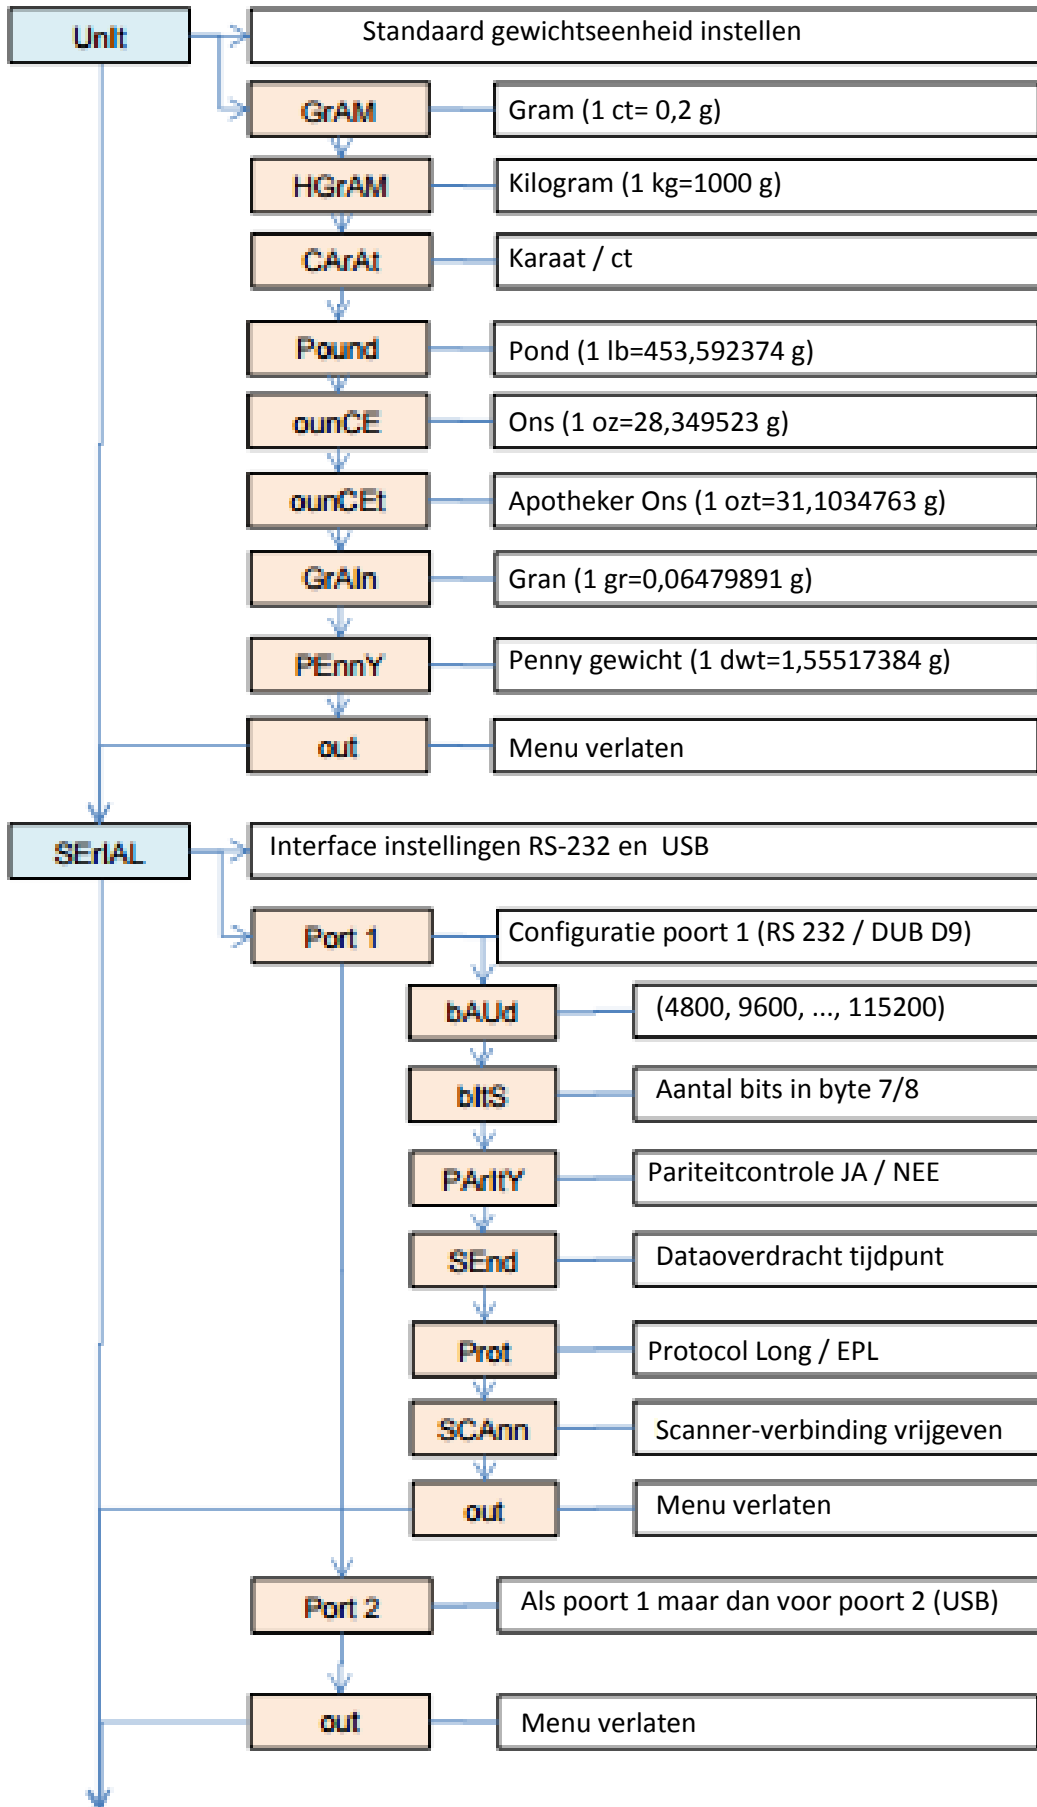 UnIt
Standaard gewichtseenheid instellen
GrAM
Gram (1 ct= 0,2 g)
HGrAM
Kilogram (1 kg=1000 g)
CArAt
Karaat / ct
Pound
Pond (1 lb=453,592374 g)
ounCE
Ons (1 oz=28,349523 g)
ounCEt
Apotheker Ons (1 ozt=31,1034763 g)
GrAIn
Gran (1 gr=0,06479891 g)
PEnnY
Penny gewicht (1 dwt=1,55517384 g)
out
Menu verlaten
SErIAL
Interface instellingen RS-232 en  USB
Port 1
Configuratie poort 1 (RS 232 / DUB D9)
bAUd
(4800, 9600, ..., 115200)
bItS
Aantal bits in byte 7/8
PArItY
Pariteitcontrole JA / NEE
SEnd
Dataoverdracht tijdpunt
Prot
Protocol Long / EPL
SCAnn
Scanner-verbinding vrijgeven
out
Menu verlaten
Port 2
Als poort 1 maar dan voor poort 2 (USB)
out
Menu verlaten